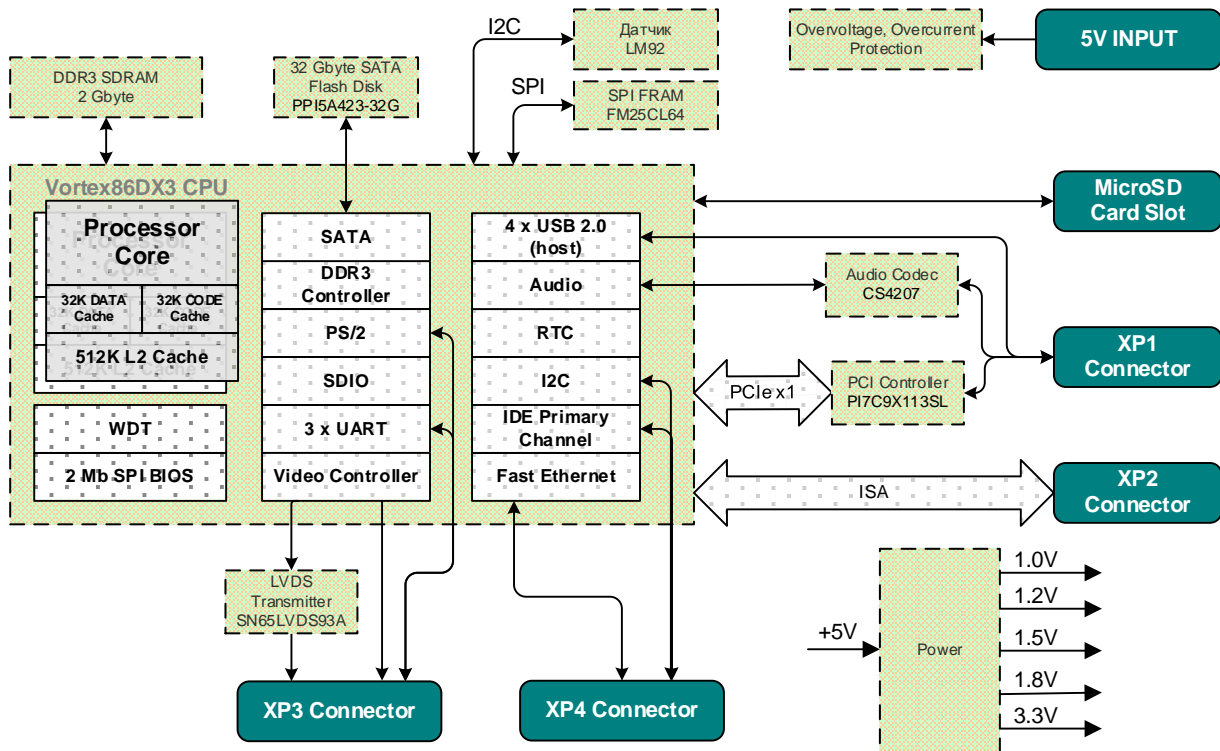 I2C
Датчик
LM92
Overvoltage, Overcurrent
Protection
5V INPUT
DDR3 SDRAM
2 Gbyte
32 Gbyte SATA
Flash Disk
PPI5A423-32G
SPI
SPI FRAM
FM25CL64
Vortex86DX3 CPU
MicroSD
Card Slot
Processor
Core
Processor
Core
32K DATA
Cache
32K CODE
Cache
512K L2 Cache
512K L2 Cache
WDT
2 Mb SPI BIOS
SATA
DDR3
Controller
PS/2
SDIO
3 x UART
Video Controller
4 x USB 2.0
(host)
Audio
RTC
I2C
IDE Primary
Channel
Fast Ethernet
Audio Codec
CS4207
XP1
Connector
PCIe x1
PCI Controller
PI7C9X113SL
ISA
XP2
Connector
LVDS
Transmitter
SN65LVDS93A
XP3 Connector
XP4 Connector
+5V
Power
1.0V
1.2V
1.5V
1.8V
3.3V